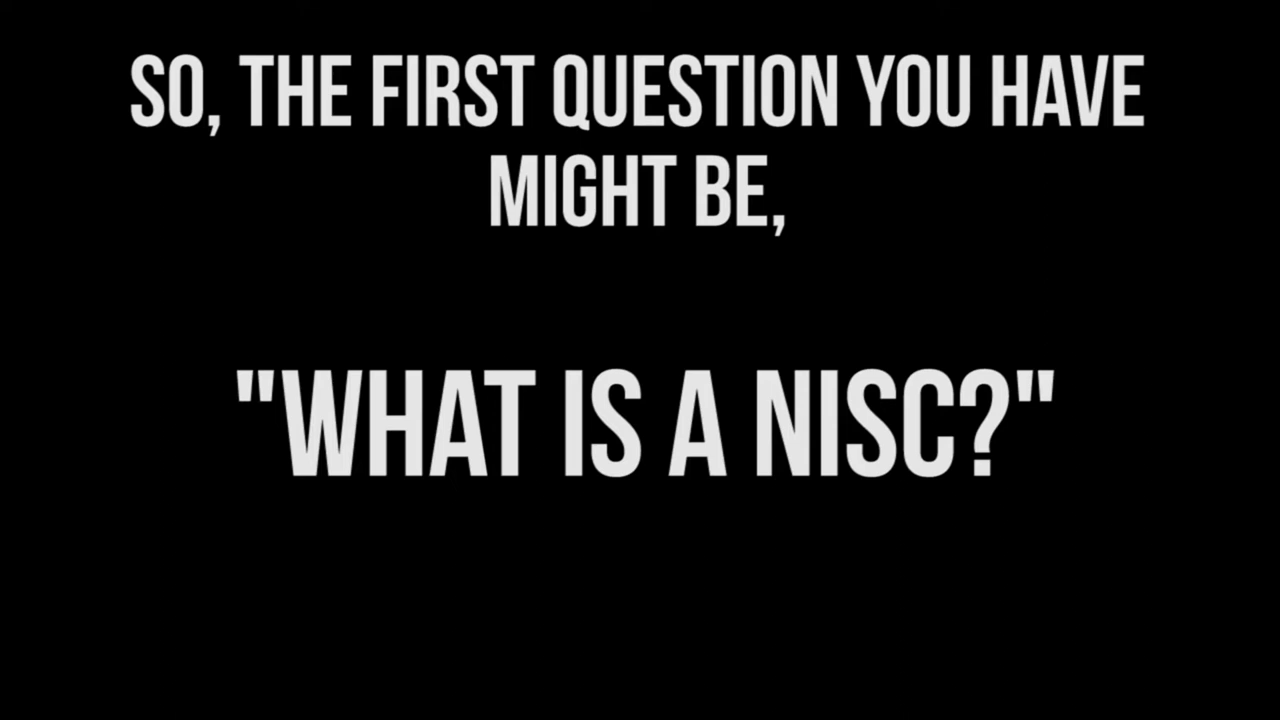 SO, THE FIRST QUESTION YOU HAVE
MIGHT BE,
"WHAT IS A NISC?"